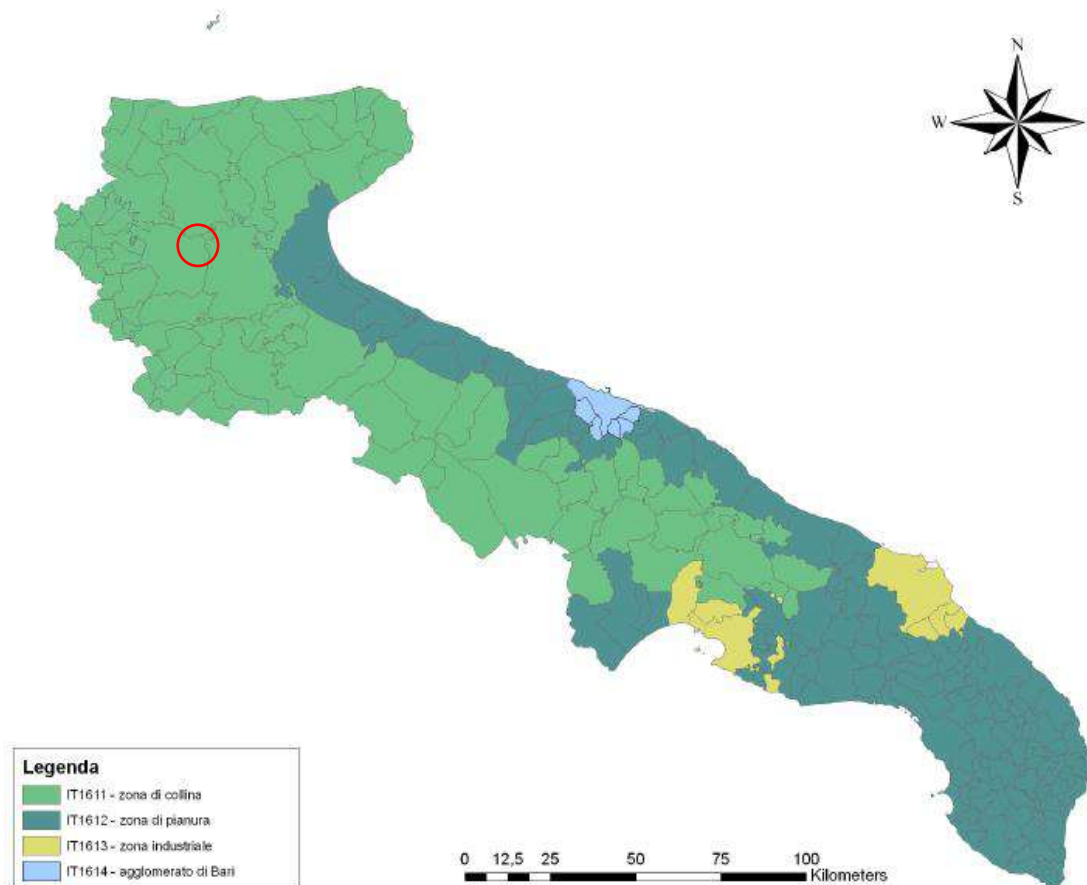 N
W
S
Legenda
IT1611 - zona di collina
IT1612 - zona di pianura
IT1613 - zona industriale
IT1614 - agglomerato di Bari
0 12,5 25 50 75 100
Kilometers